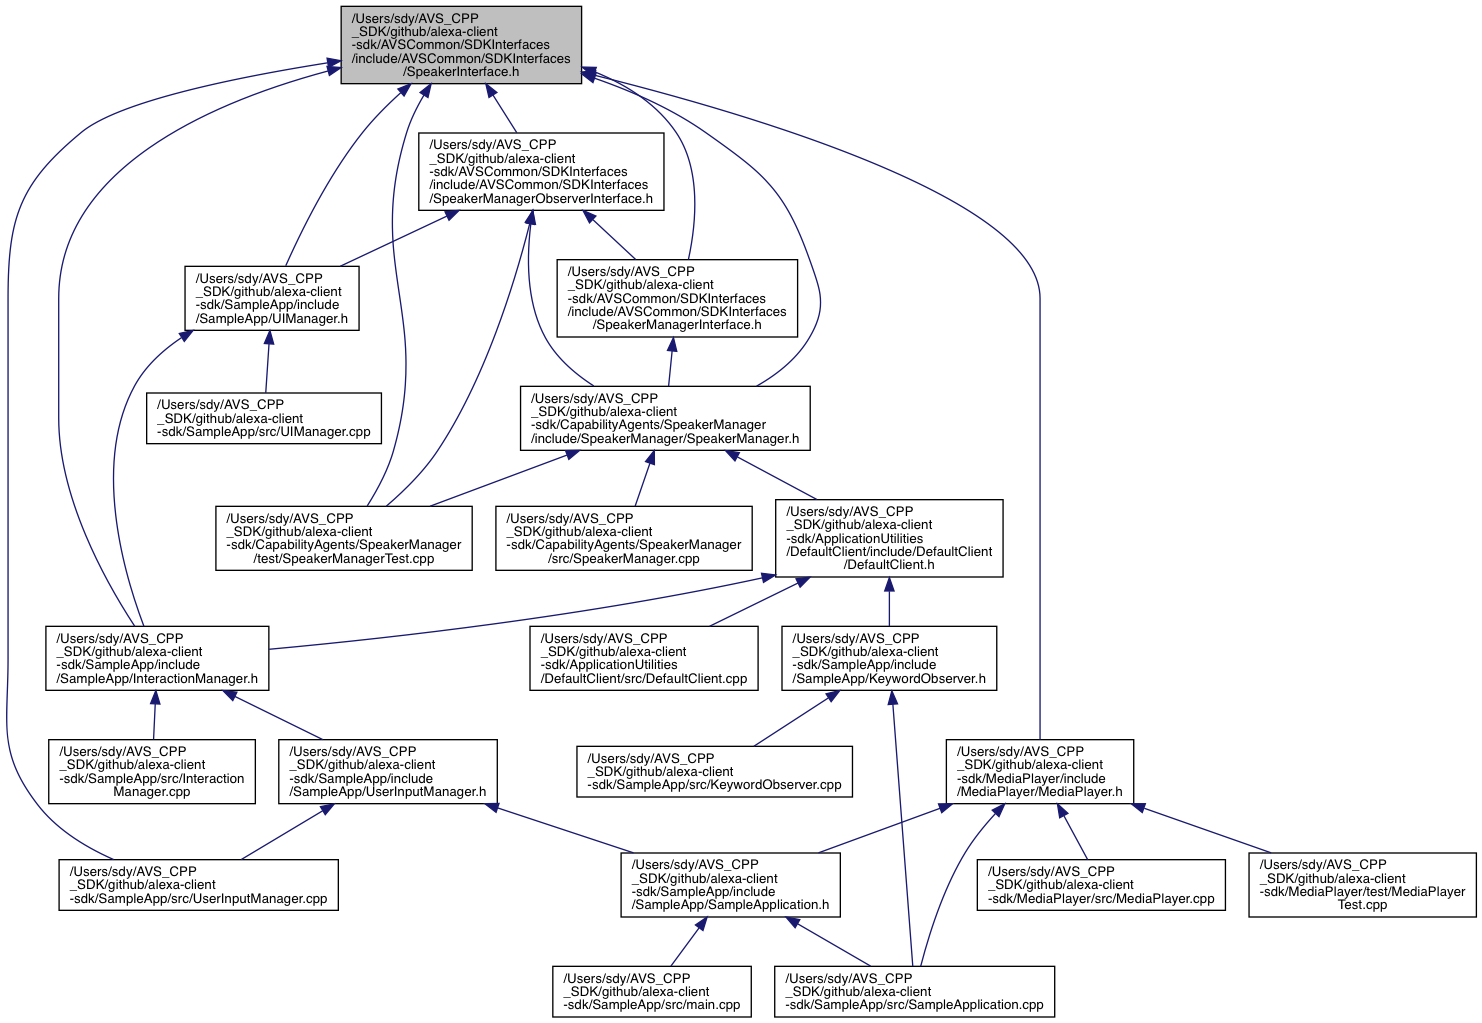 /Users/sdy/AVS_CPP
_SDK/github/alexa-client
-sdk/AVSCommon/SDKInterfaces
/include/AVSCommon/SDKInterfaces
/SpeakerInterface.h
/Users/sdy/AVS_CPP
_SDK/github/alexa-client
-sdk/AVSCommon/SDKInterfaces
/include/AVSCommon/SDKInterfaces
/SpeakerManagerObserverInterface.h
/Users/sdy/AVS_CPP
_SDK/github/alexa-client
-sdk/SampleApp/include
/SampleApp/UIManager.h
/Users/sdy/AVS_CPP
_SDK/github/alexa-client
-sdk/AVSCommon/SDKInterfaces
/include/AVSCommon/SDKInterfaces
/SpeakerManagerInterface.h
/Users/sdy/AVS_CPP
_SDK/github/alexa-client
-sdk/SampleApp/src/UIManager.cpp
/Users/sdy/AVS_CPP
_SDK/github/alexa-client
-sdk/CapabilityAgents/SpeakerManager
/include/SpeakerManager/SpeakerManager.h
/Users/sdy/AVS_CPP
_SDK/github/alexa-client
-sdk/CapabilityAgents/SpeakerManager
/test/SpeakerManagerTest.cpp
/Users/sdy/AVS_CPP
_SDK/github/alexa-client
-sdk/CapabilityAgents/SpeakerManager
/src/SpeakerManager.cpp
/Users/sdy/AVS_CPP
_SDK/github/alexa-client
-sdk/ApplicationUtilities
/DefaultClient/include/DefaultClient
/DefaultClient.h
/Users/sdy/AVS_CPP
_SDK/github/alexa-client
-sdk/SampleApp/include
/SampleApp/InteractionManager.h
/Users/sdy/AVS_CPP
_SDK/github/alexa-client
-sdk/ApplicationUtilities
/DefaultClient/src/DefaultClient.cpp
/Users/sdy/AVS_CPP
_SDK/github/alexa-client
-sdk/SampleApp/include
/SampleApp/KeywordObserver.h
/Users/sdy/AVS_CPP
_SDK/github/alexa-client
-sdk/SampleApp/src/Interaction
Manager.cpp
/Users/sdy/AVS_CPP
_SDK/github/alexa-client
-sdk/SampleApp/include
/SampleApp/UserInputManager.h
/Users/sdy/AVS_CPP
_SDK/github/alexa-client
-sdk/SampleApp/src/KeywordObserver.cpp
/Users/sdy/AVS_CPP
_SDK/github/alexa-client
-sdk/MediaPlayer/include
/MediaPlayer/MediaPlayer.h
/Users/sdy/AVS_CPP
_SDK/github/alexa-client
-sdk/SampleApp/src/UserInputManager.cpp
/Users/sdy/AVS_CPP
_SDK/github/alexa-client
-sdk/SampleApp/include
/SampleApp/SampleApplication.h
/Users/sdy/AVS_CPP
_SDK/github/alexa-client
-sdk/MediaPlayer/src/MediaPlayer.cpp
/Users/sdy/AVS_CPP
_SDK/github/alexa-client
-sdk/MediaPlayer/test/MediaPlayer
Test.cpp
/Users/sdy/AVS_CPP
_SDK/github/alexa-client
-sdk/SampleApp/src/main.cpp
/Users/sdy/AVS_CPP
_SDK/github/alexa-client
-sdk/SampleApp/src/SampleApplication.cpp